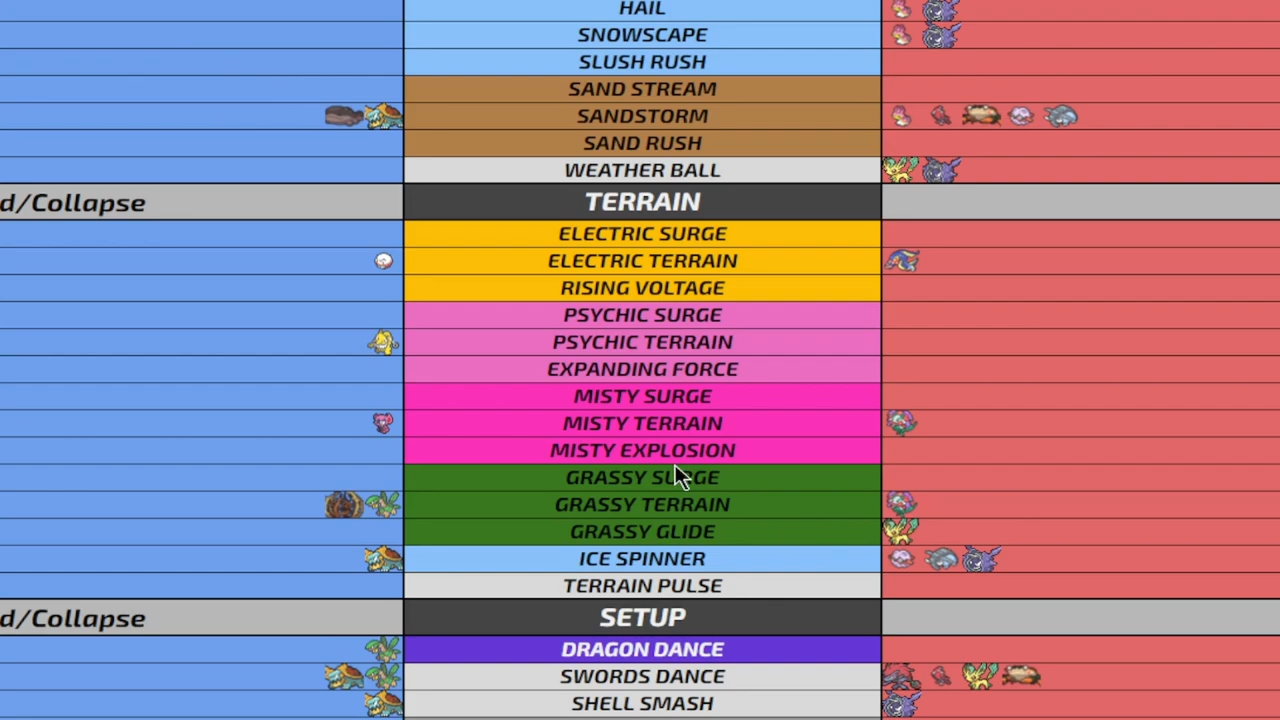 HAIL
SNOWSCAPE
SLUSH RUSH
SAND STREAM
SANDSTORM
SAND RUSH
WEATHER BALL
d/Collapse TERRAIN
ELECTRIC SURGE
ELECTRIC TERRAIN
RISING VOLTAGE
PSYCHIC SURGE
PSYCHIC TERRAIN
EXPANDING FORCE
MISTY SURGE
MISTY TERRAIN
MISTY EXPLOSION
GRASSY SURGE
GRASSY TERRAIN
GRASSY GLIDE
ICE SPINNER
TERRAIN PULSE
d/Collapse SETUP
DRAGON DANCE
SWORDS DANCE
SHELL SMASH